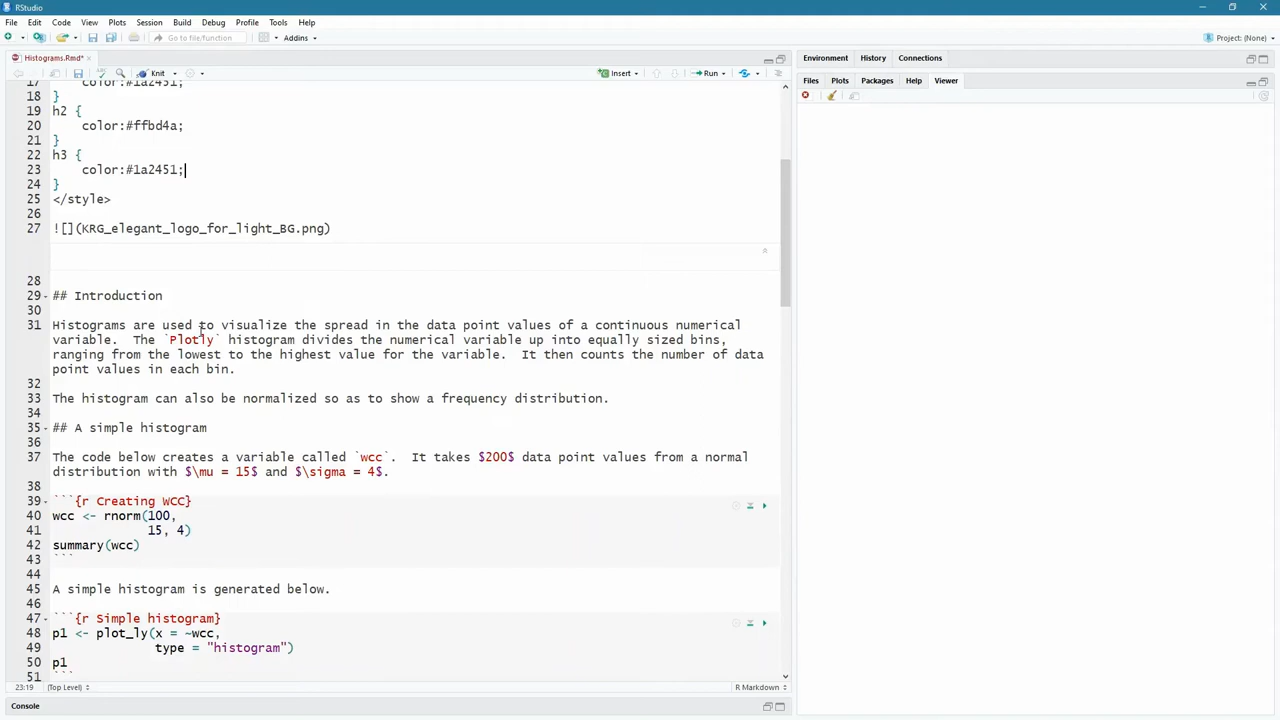 RStudio
File Edit Code View Plots Session Build Debug Profile Tools Help
Go to file/function Addins Project: (None)
Histograms.Rmd* Environment History Connections
Knit Insert Run Files Plots Packages Help Viewer
17 color:#1a2451;
18 }
19 h2 {
20 color:#ffbd4a;
21 }
22 h3 {
23 color:#1a2451;
24 }
25 </style>
26
27 ![](KRG_elegant_logo_for_light_BG.png)
28
29 ## Introduction
30
31 Histograms are used to visualize the spread in the data point values of a continuous numerical
variable.  The `Plotly` histogram divides the numerical variable up into equally sized bins,
ranging from the lowest to the highest value for the variable.  It then counts the number of data
point values in each bin.
32
33 The histogram can also be normalized so as to show a frequency distribution.
34
35 ## A simple histogram
36
37 The code below creates a variable called `wcc`.  It takes $200$ data point values from a normal
distribution with $\mu = 15$ and $\sigma = 4$.
38
39 ```{r Creating WCC}
40 wcc <- rnorm(100,
41 15, 4)
42 summary(wcc)
43 ```
44
45 A simple histogram is generated below.
46
47 ```{r Simple histogram}
48 p1 <- plot_ly(x = ~wcc,
49 type = "histogram")
50 p1
51 ```
23:19 (Top Level) R Markdown
Console